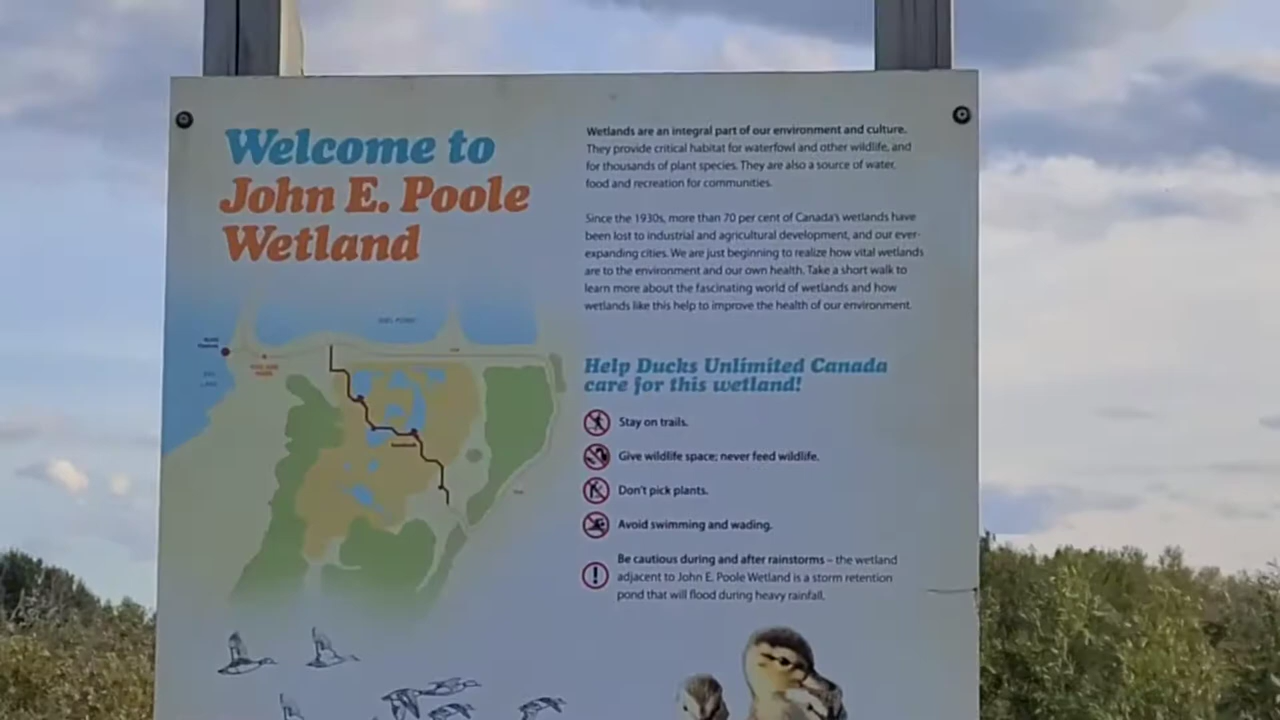 Welcome to
John E. Poole
Wetland
Wetlands are an integral part of our environment and culture.
They provide critical habitat for waterfowl and other wildlife, and
for thousands of plant species. They are also a source of water,
food and recreation for communities.
Since the 1930s, more than 70 per cent of Canada's wetlands have
been lost to industrial and agricultural development, and our ever-
expanding cities. We are just beginning to realize how vital wetlands
are to the environment and our own health. Take a short walk to
learn more about the fascinating world of wetlands and how
wetlands like this help to improve the health of our environment.
Help Ducks Unlimited Canada
care for this wetland!
Stay on trails.
Give wildlife space; never feed wildlife.
Don't pick plants.
Avoid swimming and wading.
Be cautious during and after rainstorms – the wetland
adjacent to John E. Poole Wetland is a storm retention
pond that will flood during heavy rainfall.